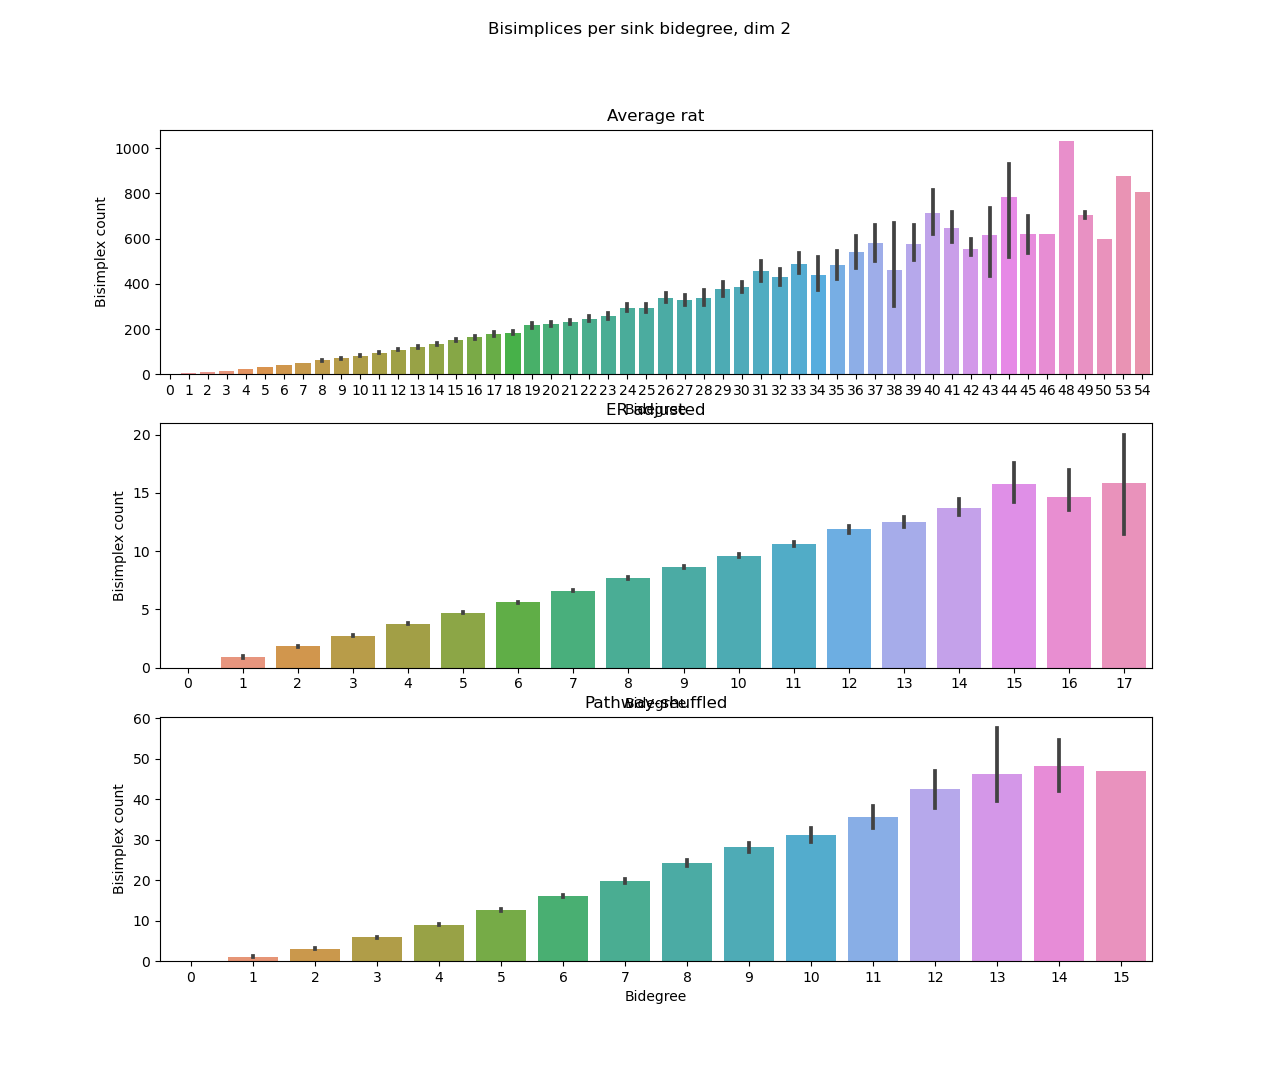 Bisimplices per sink bidegree, dim 2
Average rat
Bisimplex count
1000
800
600
400
200
0
0 1 2 3 4 5 6 7 8 9 10 11 12 13 14 15 16 17 18 19 20 21 22 23 24 25 26 27 28 29 30 31 32 33 34 35 36 37 38 39 40 41 42 43 44 45 46 48 49 50 53 54
Bidegree
ER adjusted
Bisimplex count
20
15
10
5
0
0 1 2 3 4 5 6 7 8 9 10 11 12 13 14 15 16 17
Bidegree
Pathway shuffled
Bisimplex count
60
50
40
30
20
10
0
0 1 2 3 4 5 6 7 8 9 10 11 12 13 14 15
Bidegree